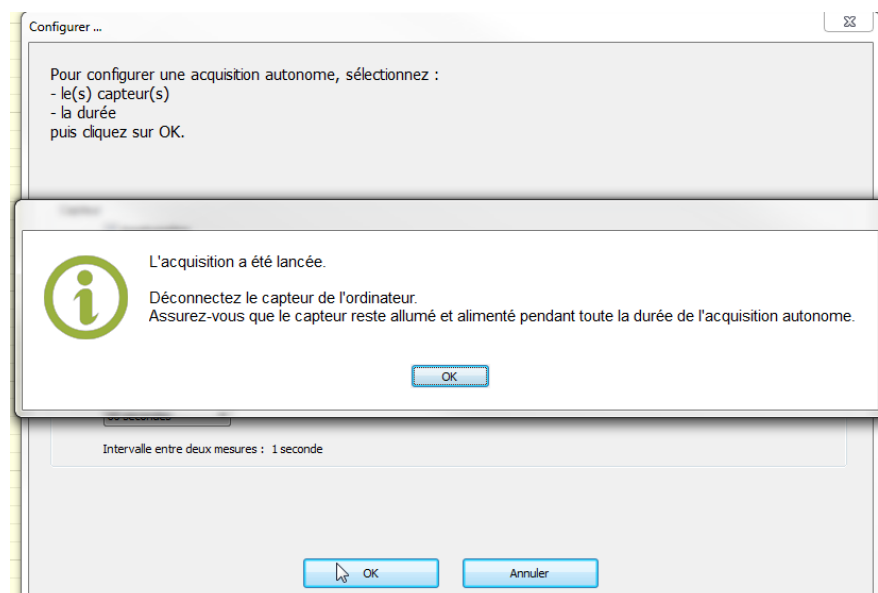 Configurer ...
Pour configurer une acquisition autonome, sélectionnez :
- le(s) capteur(s)
- la durée
puis cliquez sur OK.
L'acquisition a été lancée.
Déconnectez le capteur de l'ordinateur.
Assurez-vous que le capteur reste allumé et alimenté pendant toute la durée de l'acquisition autonome.
OK
Intervalle entre deux mesures : 1 seconde
OK
Annuler